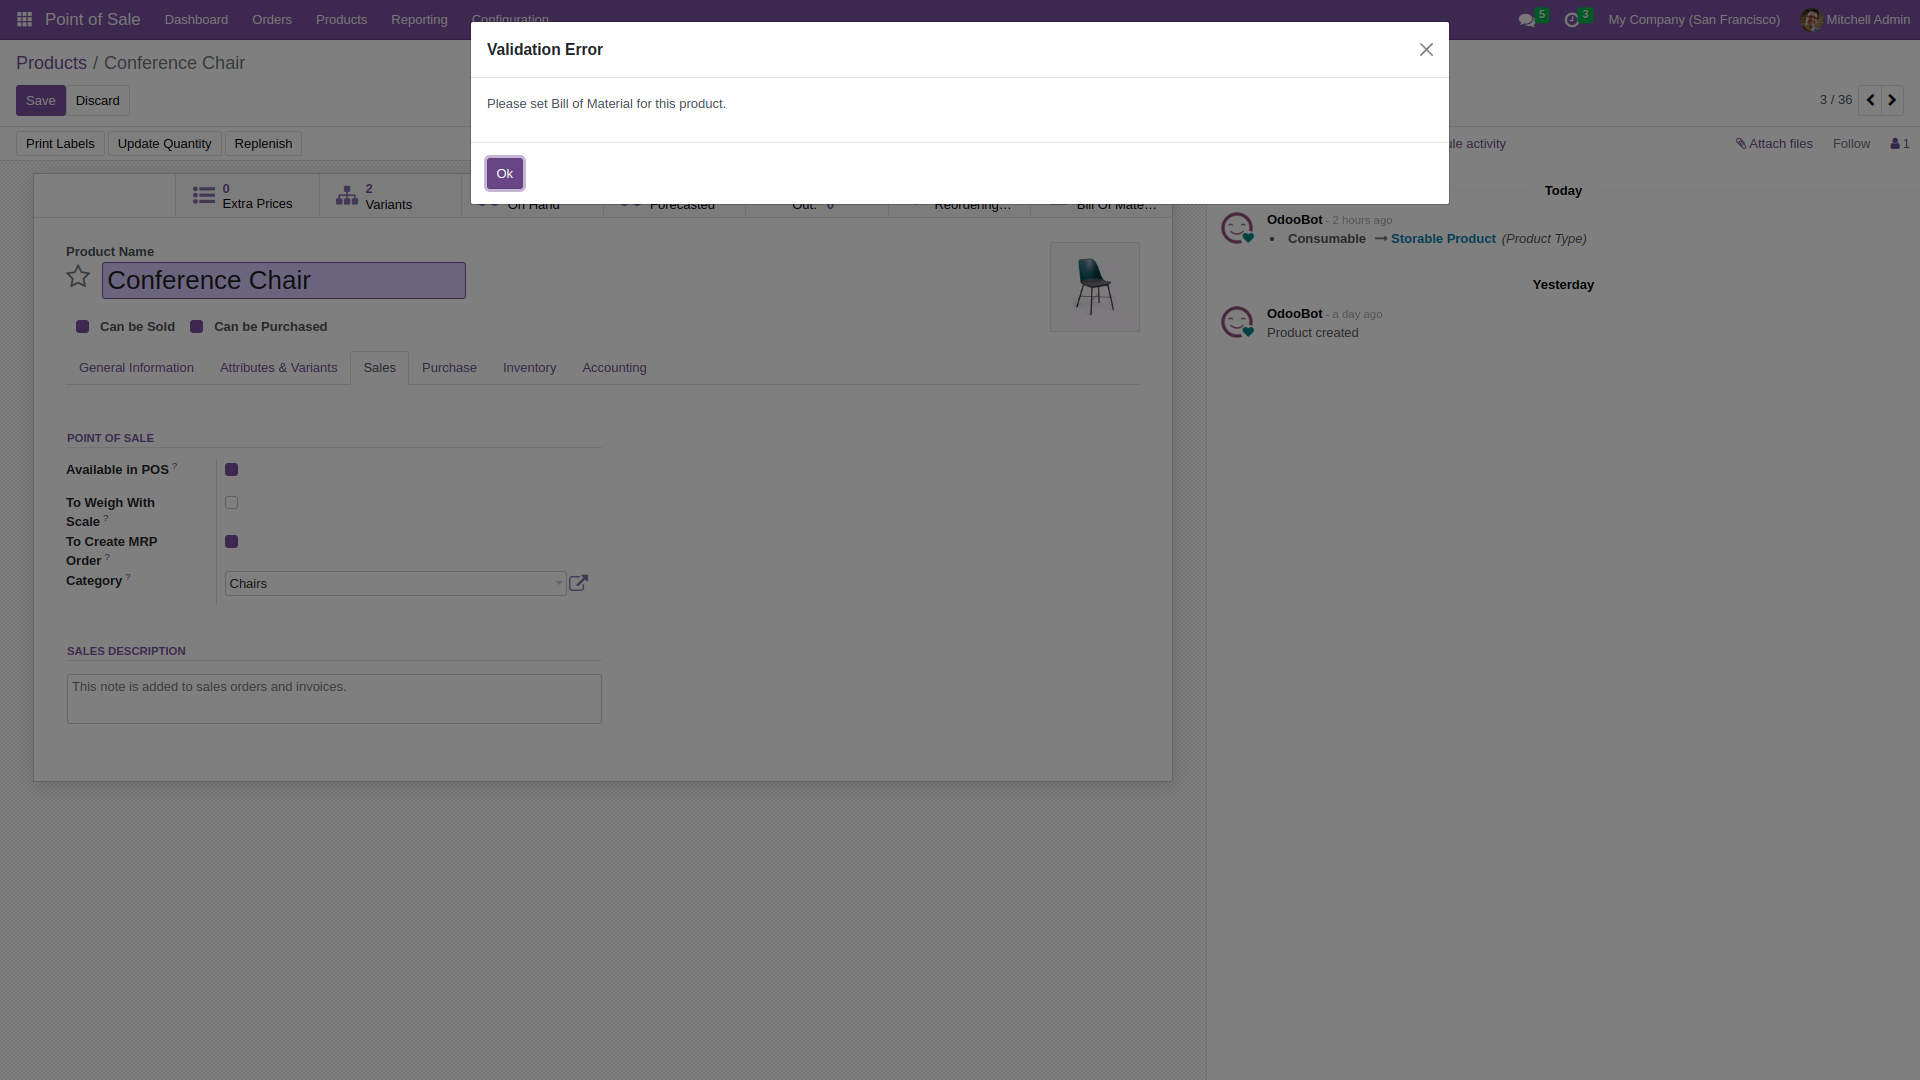 Point of Sale Dashboard Orders Products Reporting Configuration 5 3 My Company (San Francisco) Mitchell Admin
Products / Conference Chair
Save Discard
3 / 36
Print Labels Update Quantity Replenish
activity Attach files Follow 1
Validation Error
Please set Bill of Material for this product.
Ok
0
Extra Prices
2
Variants
On Hand
Forecasted
Out: 0
Reordering...
Bill Of Mate...
Product Name
Conference Chair
Can be Sold Can be Purchased
General Information Attributes & Variants Sales Purchase Inventory Accounting
POINT OF SALE
Available in POS ?
To Weigh With
Scale ?
To Create MRP
Order ?
Category ? Chairs
SALES DESCRIPTION
This note is added to sales orders and invoices.
Today
OdooBot - 2 hours ago
• Consumable → Storable Product (Product Type)
Yesterday
OdooBot - a day ago
Product created